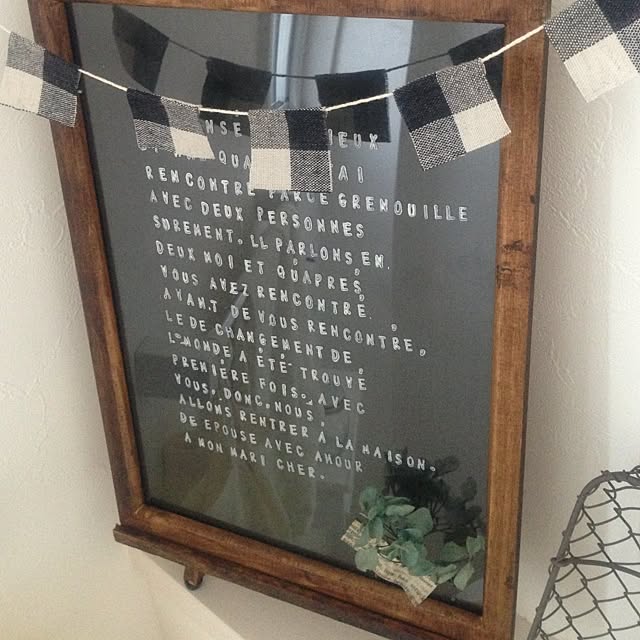 RENCONTRE PARCE GRENOUILLE
AVEC DEUX PERSONNES
SUREMENT, LL PARLONS EN.
DEUX MOI ET QUAPRES,
VOUS AVEZ RENCONTRE.
AVANT DE VOUS RENCONTRE,
LE DE CHANGEMENT DE,
L'MONDE A ÉTÉ TROUVE
PREMIÈRE FOIS, AVEC
VOUS, DONC, NOUS,
ALLONS RENTRER A LA MAISON,
DE EPOUSE AVEC AMOUR
A MON MARI CHER.